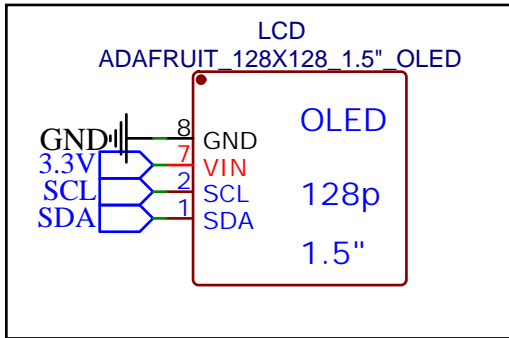 LCD
ADAFRUIT_128X128_1.5"_OLED
OLED
GND 8 GND
3.3V 7 VIN
SCL 2 SCL
128p
SDA 1 SDA
1.5"